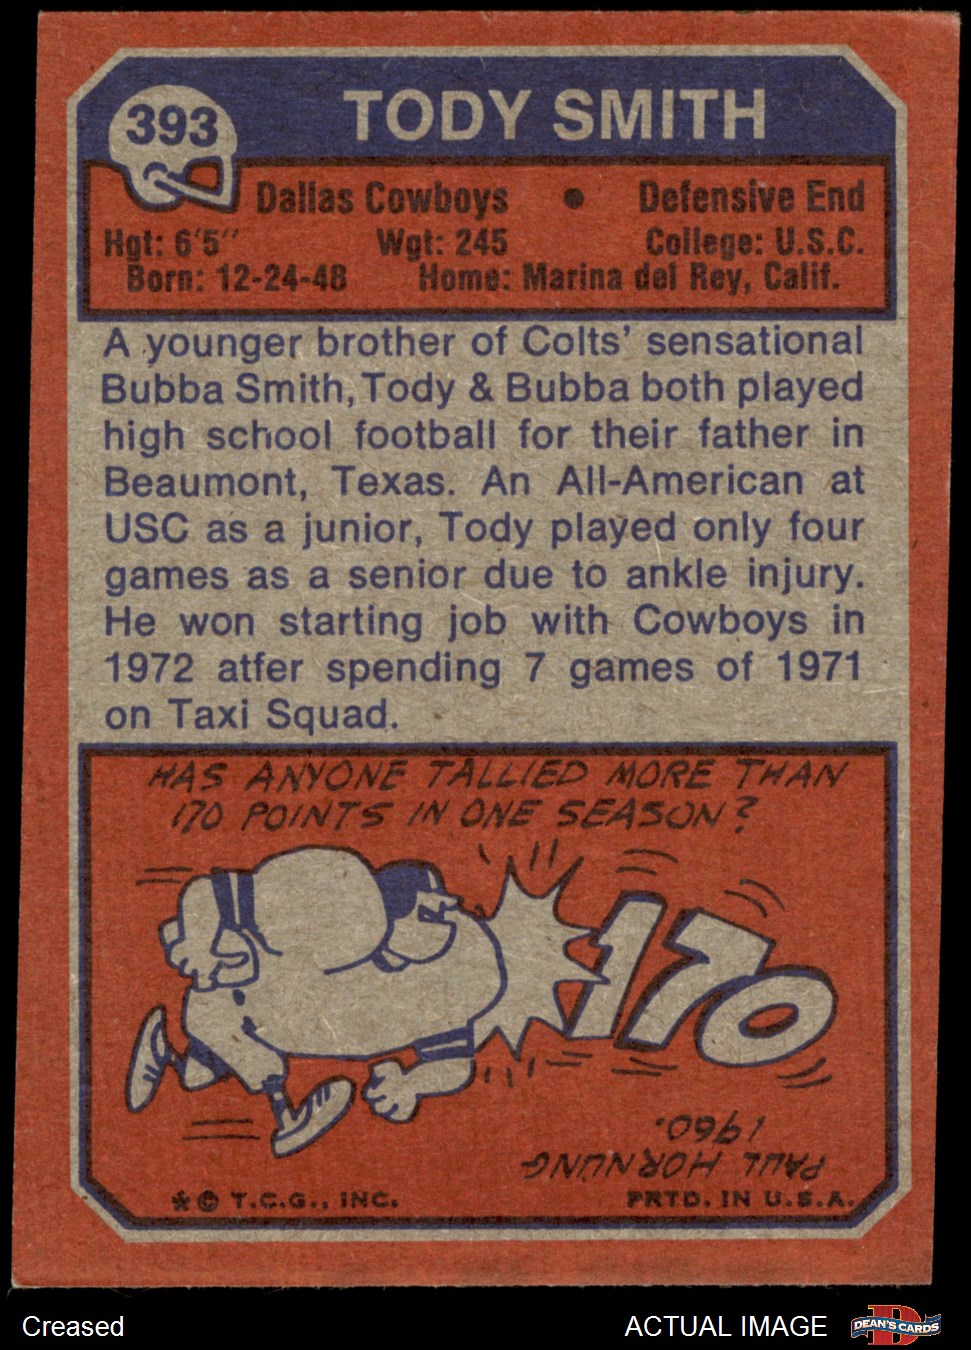 393
TODY SMITH
Dallas Cowboys • Defensive End
Hgt: 6'5" Wgt: 245 College: U.S.C.
Born: 12-24-48 Home: Marina del Rey, Calif.
A younger brother of Colts' sensational
Bubba Smith, Tody & Bubba both played
high school football for their father in
Beaumont, Texas. An All-American at
USC as a junior, Tody played only four
games as a senior due to ankle injury.
He won starting job with Cowboys in
1972 atfer spending 7 games of 1971
on Taxi Squad.
HAS ANYONE TALLIED MORE THAN
170 POINTS IN ONE SEASON?
170
PAUL HORNUNG
1960.
* © T.C.G., INC. PRTD. IN U.S.A.
Creased ACTUAL IMAGE D DEAN'S CARDS